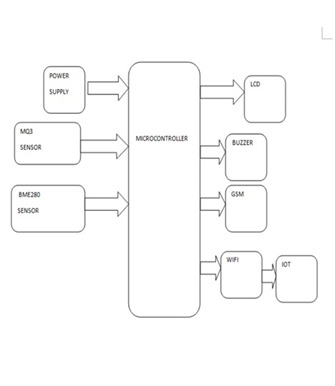 POWER
SUPPLY
MQ3
SENSOR
BME280
SENSOR
MICROCONTROLLER
LCD
BUZZER
GSM
WIFI
IOT